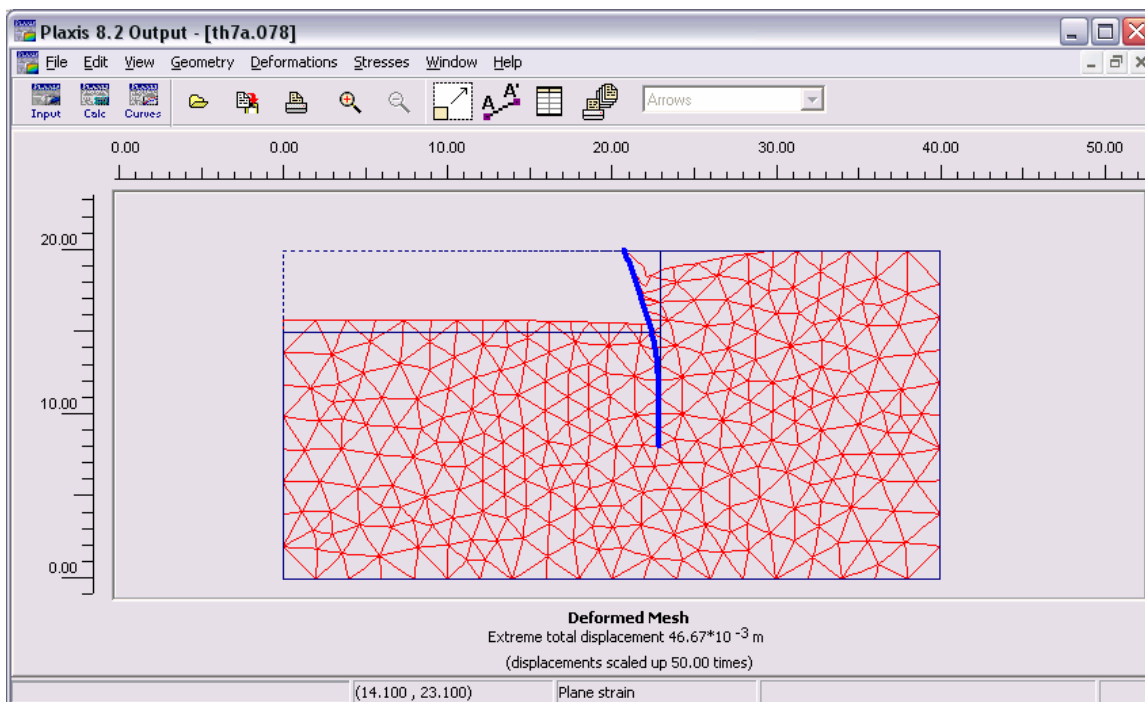 Plaxis 8.2 Output - [th7a.078]
File Edit View Geometry Deformations Stresses Window Help
Input Calc Curves A A' Arrows
0.00 0.00 10.00 20.00 30.00 40.00 50.00
20.00
10.00
0.00
Deformed Mesh
Extreme total displacement 46.67*10 -3 m
(displacements scaled up 50.00 times)
(14.100 , 23.100) Plane strain